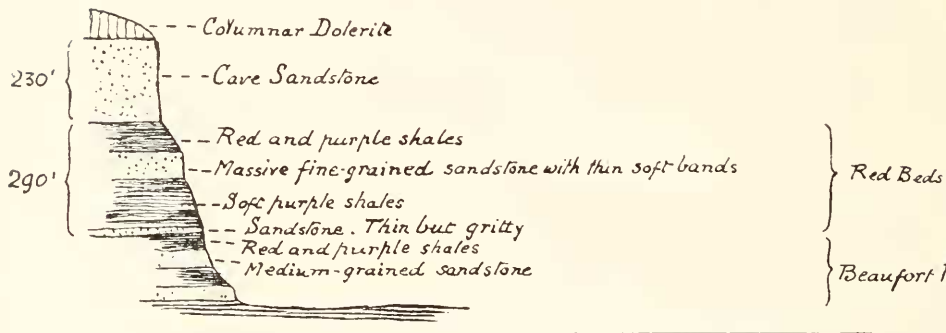 Columnar Dolerite
230'
Cave Sandstone
Red and purple shales
Massive fine-grained sandstone with thin soft bands
290'
Red Beds
Soft purple shales
Sandstone. Thin but gritty
Red and purple shales
Medium-grained sandstone
Beaufort